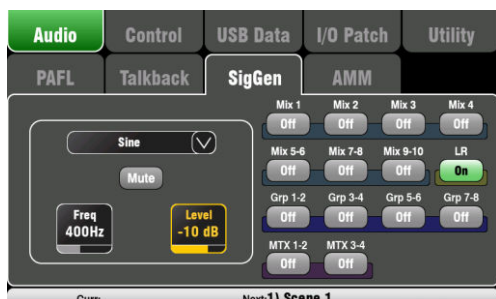 Audio Control USB Data I/O Patch Utility
PAFL Talkback SigGen AMM
Mix 1 Mix 2 Mix 3 Mix 4
Off Off Off Off
Sine
Mix 5-6 Mix 7-8 Mix 9-10 LR
Off Off Off On
Mute
Grp 1-2 Grp 3-4 Grp 5-6 Grp 7-8
Off Off Off Off
Freq Level
400Hz -10 dB
MTX 1-2 MTX 3-4
Off Off
Next:1) Scene 1